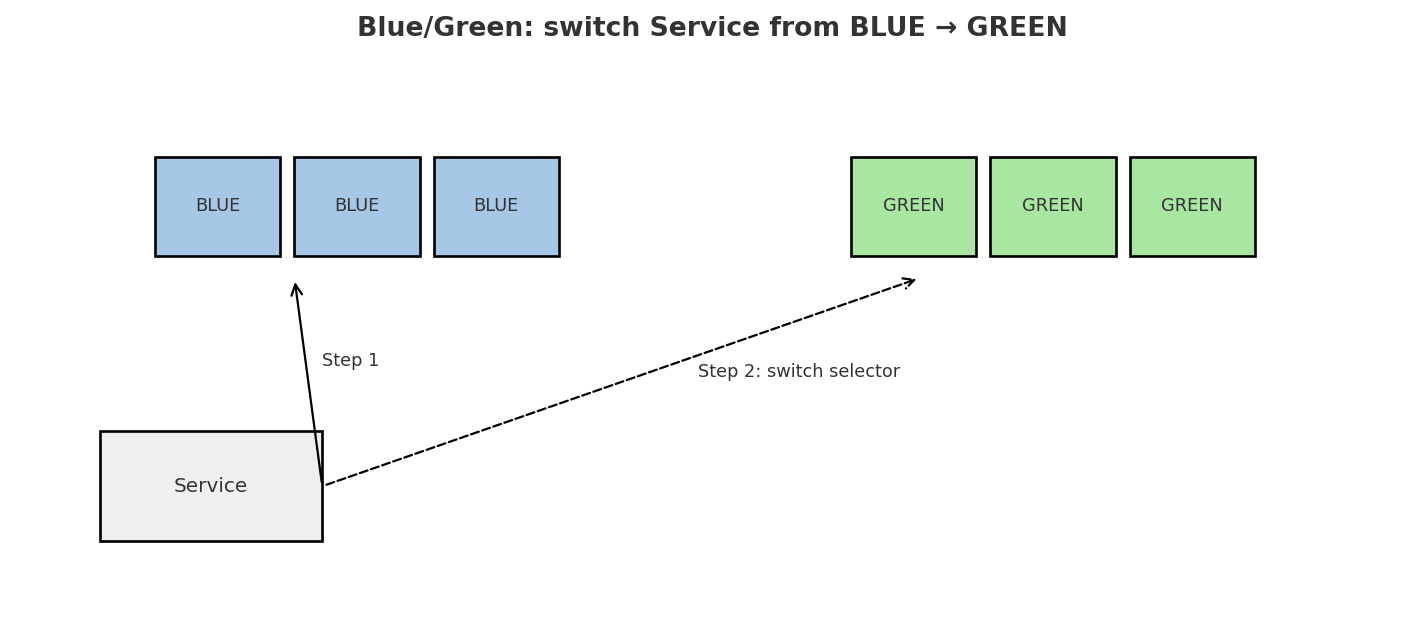 Blue/Green: switch Service from BLUE → GREEN
BLUE
BLUE
BLUE
GREEN
GREEN
GREEN
Step 1
Step 2: switch selector
Service